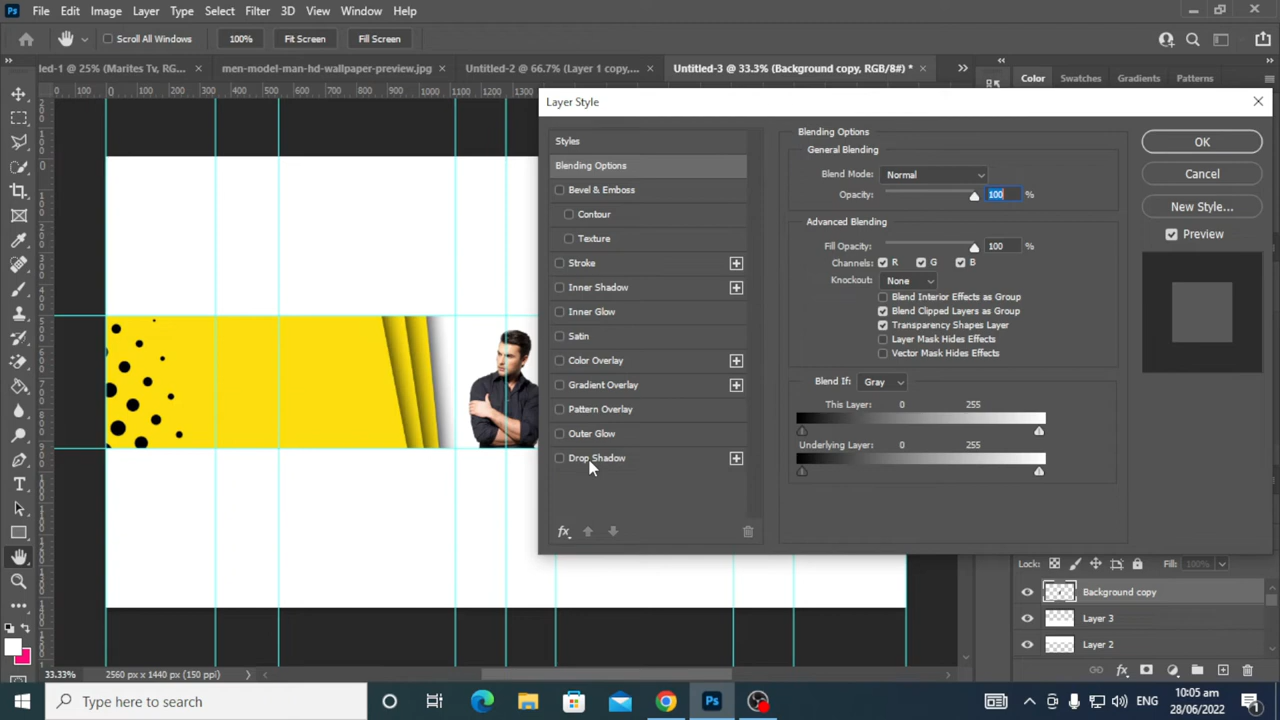 Ps File Edit Image Layer Type Select Filter 3D View Window Help
Scroll All Windows 100% Fit Screen Fill Screen
led-1 @ 25% (Marites Tv, RG... × men-model-man-hd-wallpaper-preview.jpg × Untitled-2 @ 66.7% (Layer 1 copy,... × Untitled-3 @ 33.3% (Background copy, RGB/8#) * × Color Swatches Gradients Patterns
Layer Style
Styles
Blending Options
Bevel & Emboss
Contour
Texture
Stroke
Inner Shadow
Inner Glow
Satin
Color Overlay
Gradient Overlay
Pattern Overlay
Outer Glow
Drop Shadow
fx
Blending Options
General Blending
Blend Mode: Normal
Opacity: 100 %
Advanced Blending
Fill Opacity: 100 %
Channels: R G B
Knockout: None
Blend Interior Effects as Group
Blend Clipped Layers as Group
Transparency Shapes Layer
Layer Mask Hides Effects
Vector Mask Hides Effects
Blend If: Gray
This Layer: 0 255
Underlying Layer: 0 255
OK
Cancel
New Style...
Preview
Lock: Fill: 100%
Background copy
Layer 3
Layer 2
33.33% 2560 px x 1440 px (150 ppi)
Type here to search
ENG
10:05 am
28/06/2022